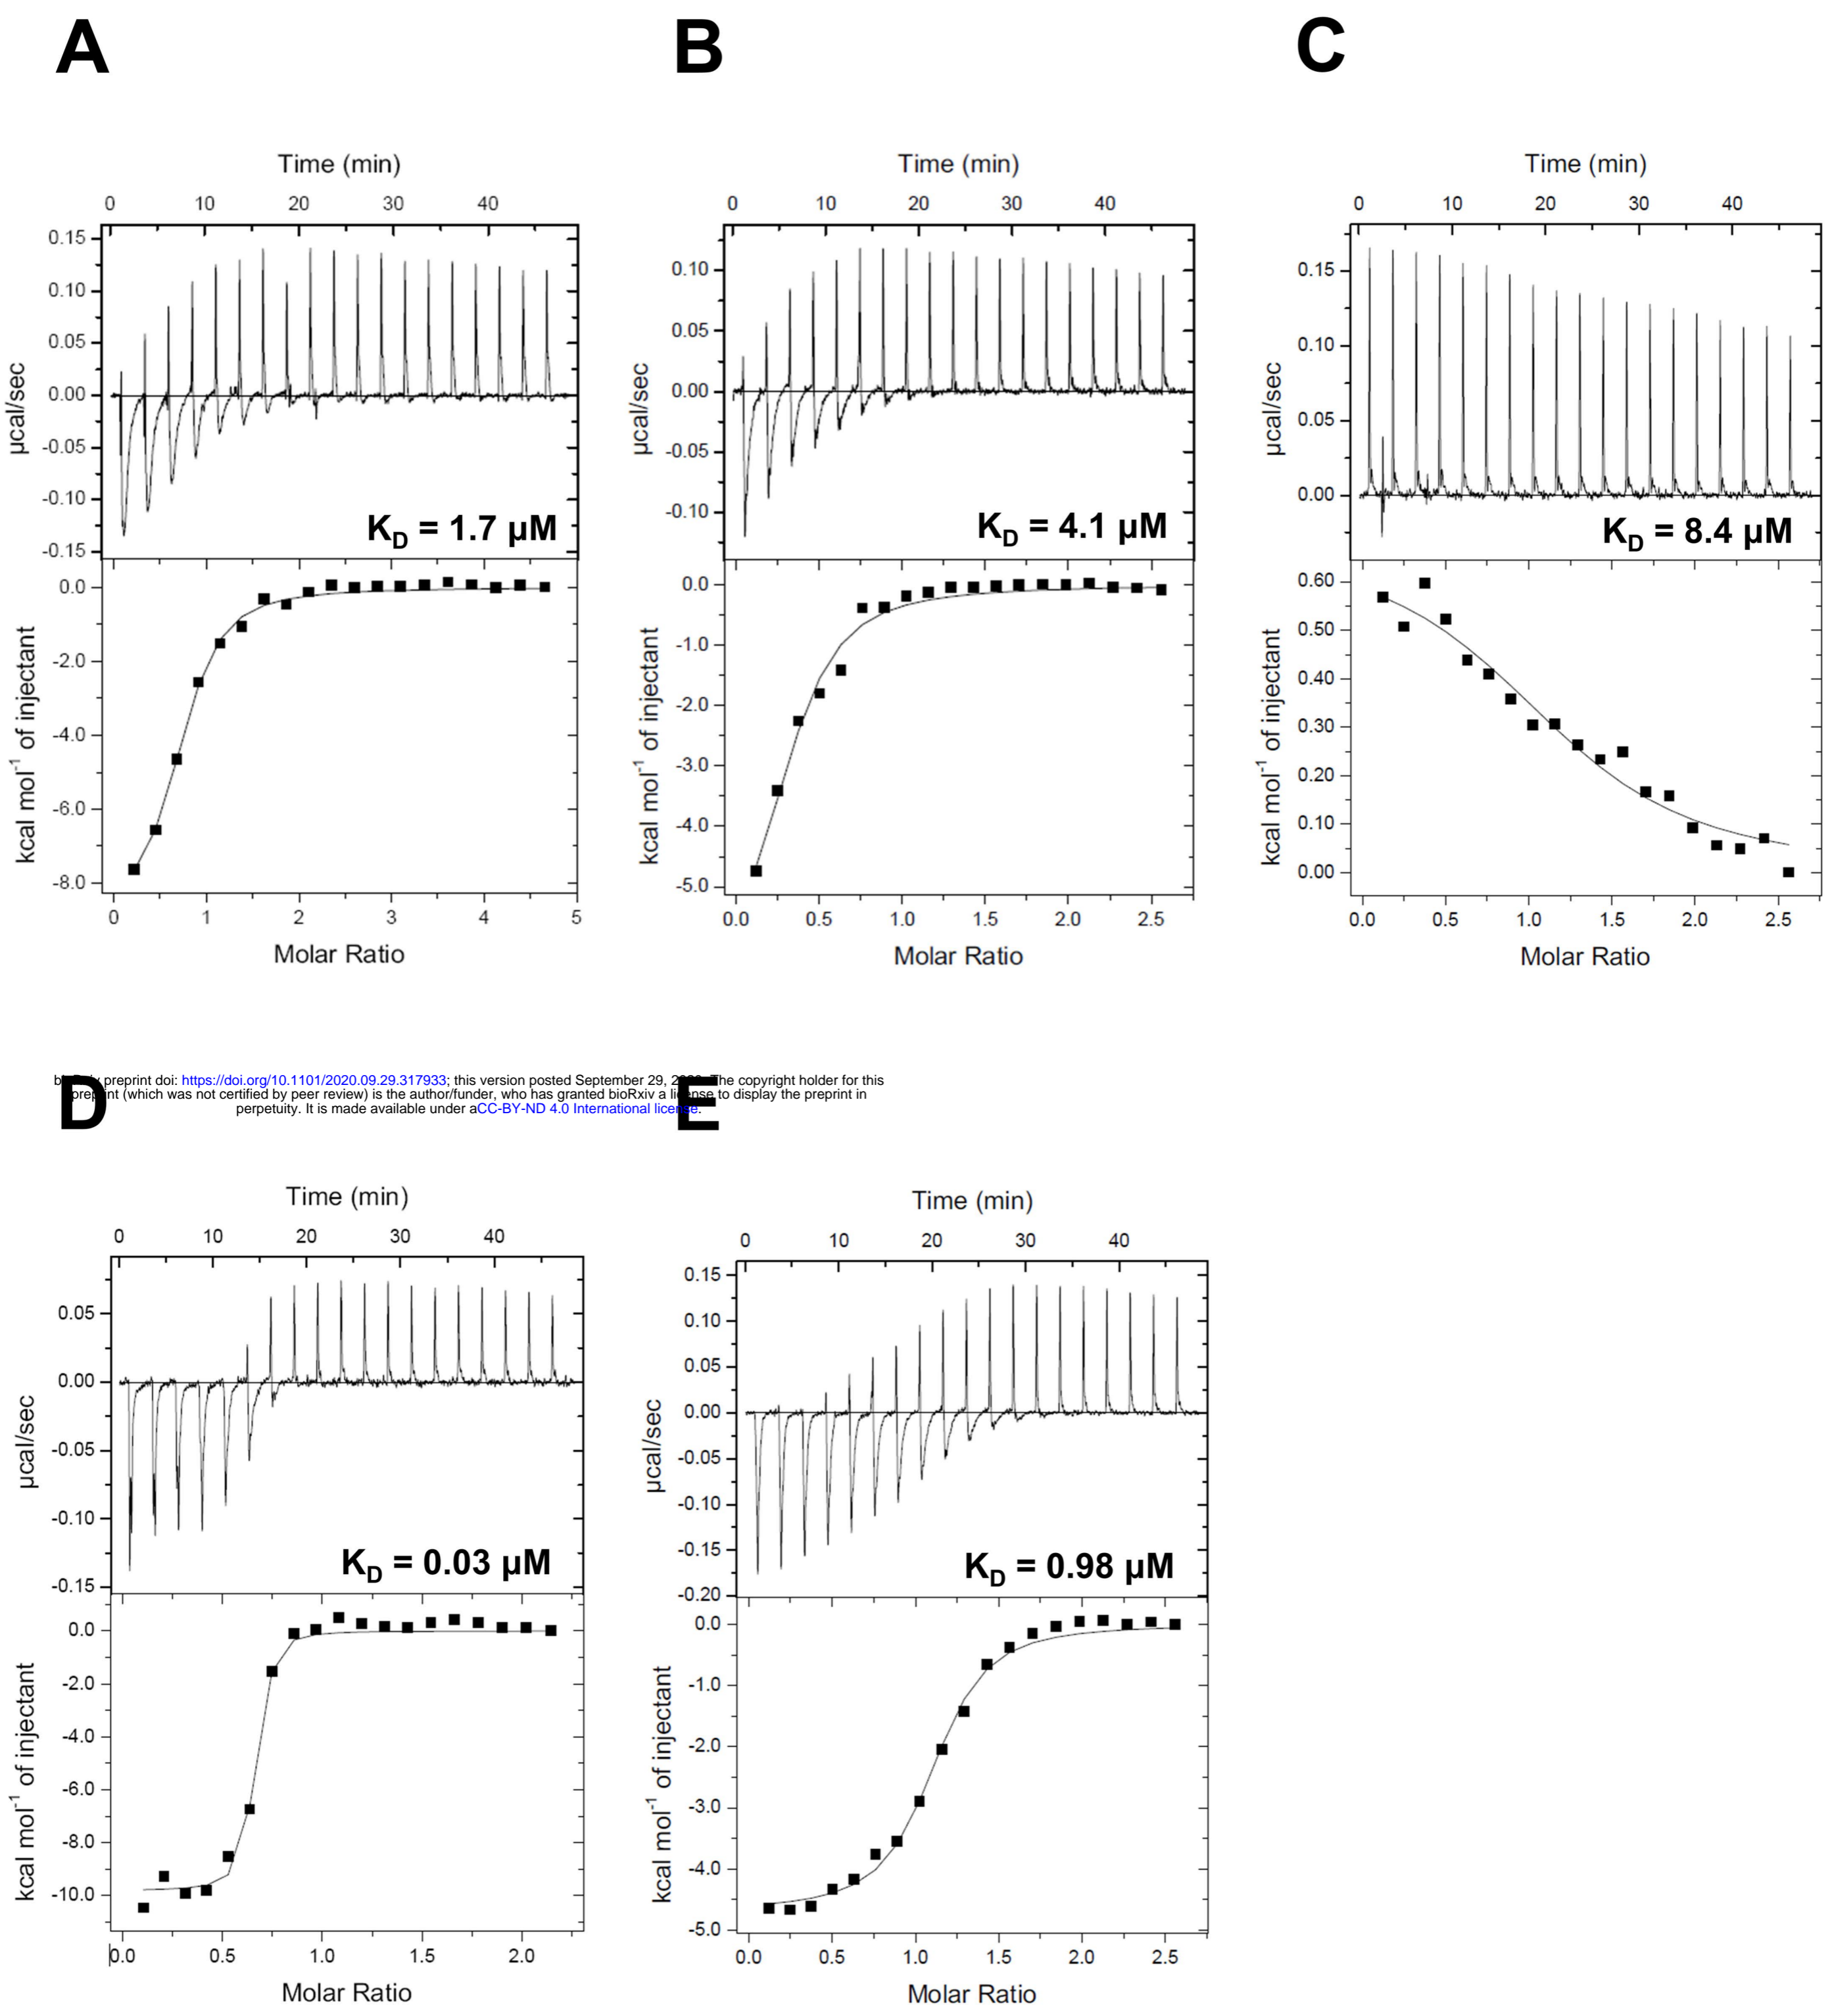 A
B
C
Time (min)
0 10 20 30 40
0.15
0.10
0.05
0.00
-0.05
-0.10
-0.15
µcal/sec
K_D = 1.7 µM
0.0
-2.0
-4.0
-6.0
-8.0
kcal mol⁻¹ of injectant
0 1 2 3 4 5
Molar Ratio
Time (min)
0 10 20 30 40
0.10
0.05
0.00
-0.05
-0.10
µcal/sec
K_D = 4.1 µM
0.0
-1.0
-2.0
-3.0
-4.0
-5.0
kcal mol⁻¹ of injectant
0.0 0.5 1.0 1.5 2.0 2.5
Molar Ratio
Time (min)
0 10 20 30 40
0.15
0.10
0.05
0.00
µcal/sec
K_D = 8.4 µM
0.60
0.50
0.40
0.30
0.20
0.10
0.00
kcal mol⁻¹ of injectant
0.0 0.5 1.0 1.5 2.0 2.5
Molar Ratio
preprint doi: https://doi.org/10.1101/2020.09.29.317933; this version posted September 29, The copyright holder for this
(which was not certified by peer review) is the author/funder, who has granted bioRxiv a license to display the preprint in
perpetuity. It is made available under aCC-BY-ND 4.0 International license.
D
E
Time (min)
0 10 20 30 40
0.05
0.00
-0.05
-0.10
-0.15
µcal/sec
K_D = 0.03 µM
0.0
-2.0
-4.0
-6.0
-8.0
-10.0
kcal mol⁻¹ of injectant
0.0 0.5 1.0 1.5 2.0
Molar Ratio
Time (min)
0 10 20 30 40
0.15
0.10
0.05
0.00
-0.05
-0.10
-0.15
-0.20
µcal/sec
K_D = 0.98 µM
0.0
-1.0
-2.0
-3.0
-4.0
-5.0
kcal mol⁻¹ of injectant
0.0 0.5 1.0 1.5 2.0 2.5
Molar Ratio